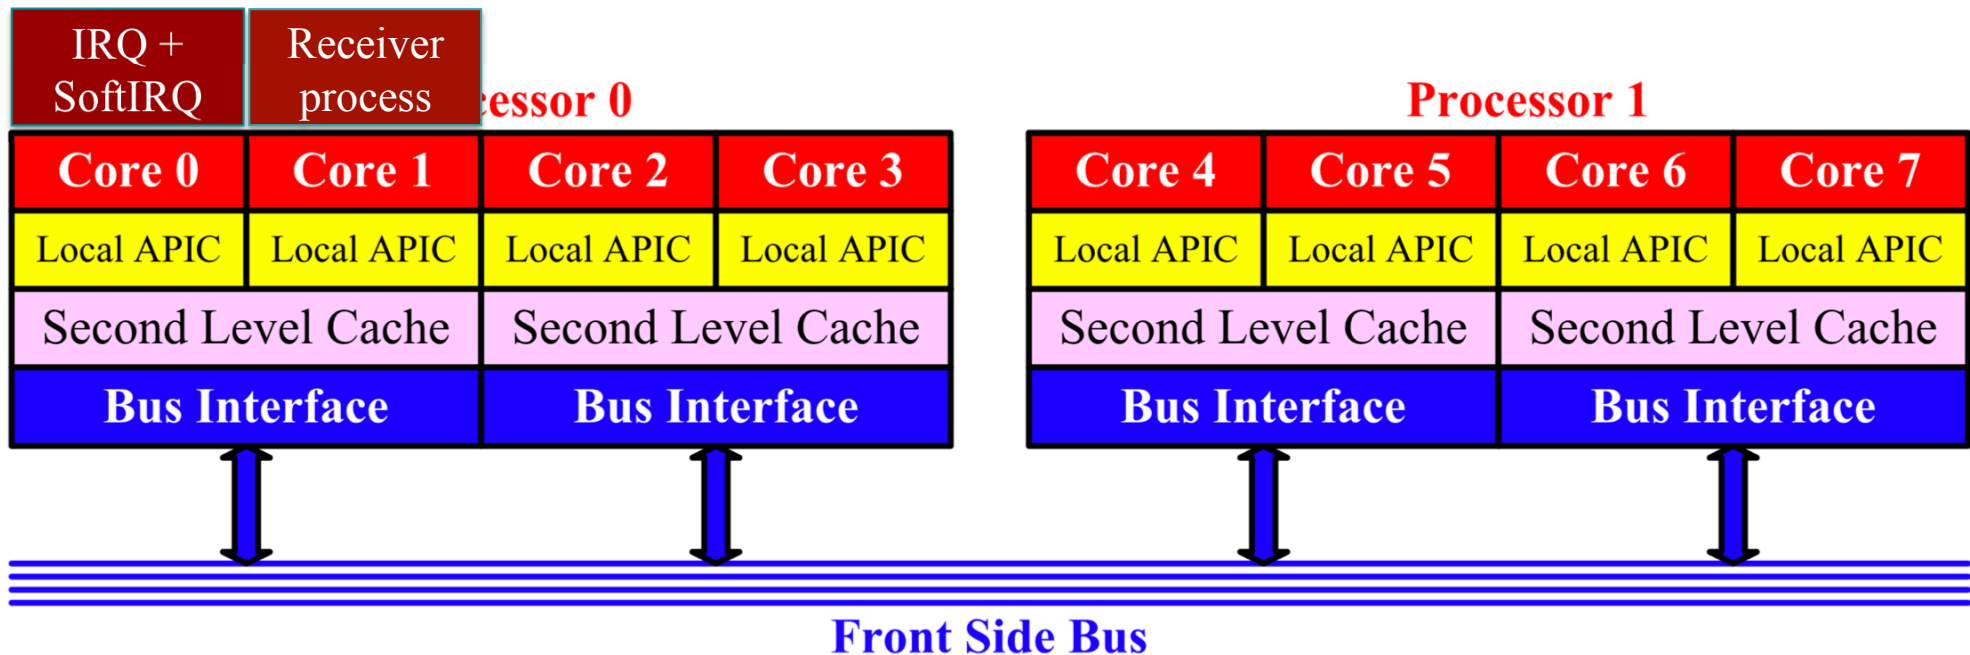 IRQ +
SoftIRQ
Receiver
process
cessor 0
Processor 1
Core 0
Core 1
Core 2
Core 3
Core 4
Core 5
Core 6
Core 7
Local APIC
Local APIC
Local APIC
Local APIC
Local APIC
Local APIC
Local APIC
Local APIC
Second Level Cache
Second Level Cache
Second Level Cache
Second Level Cache
Bus Interface
Bus Interface
Bus Interface
Bus Interface
Front Side Bus